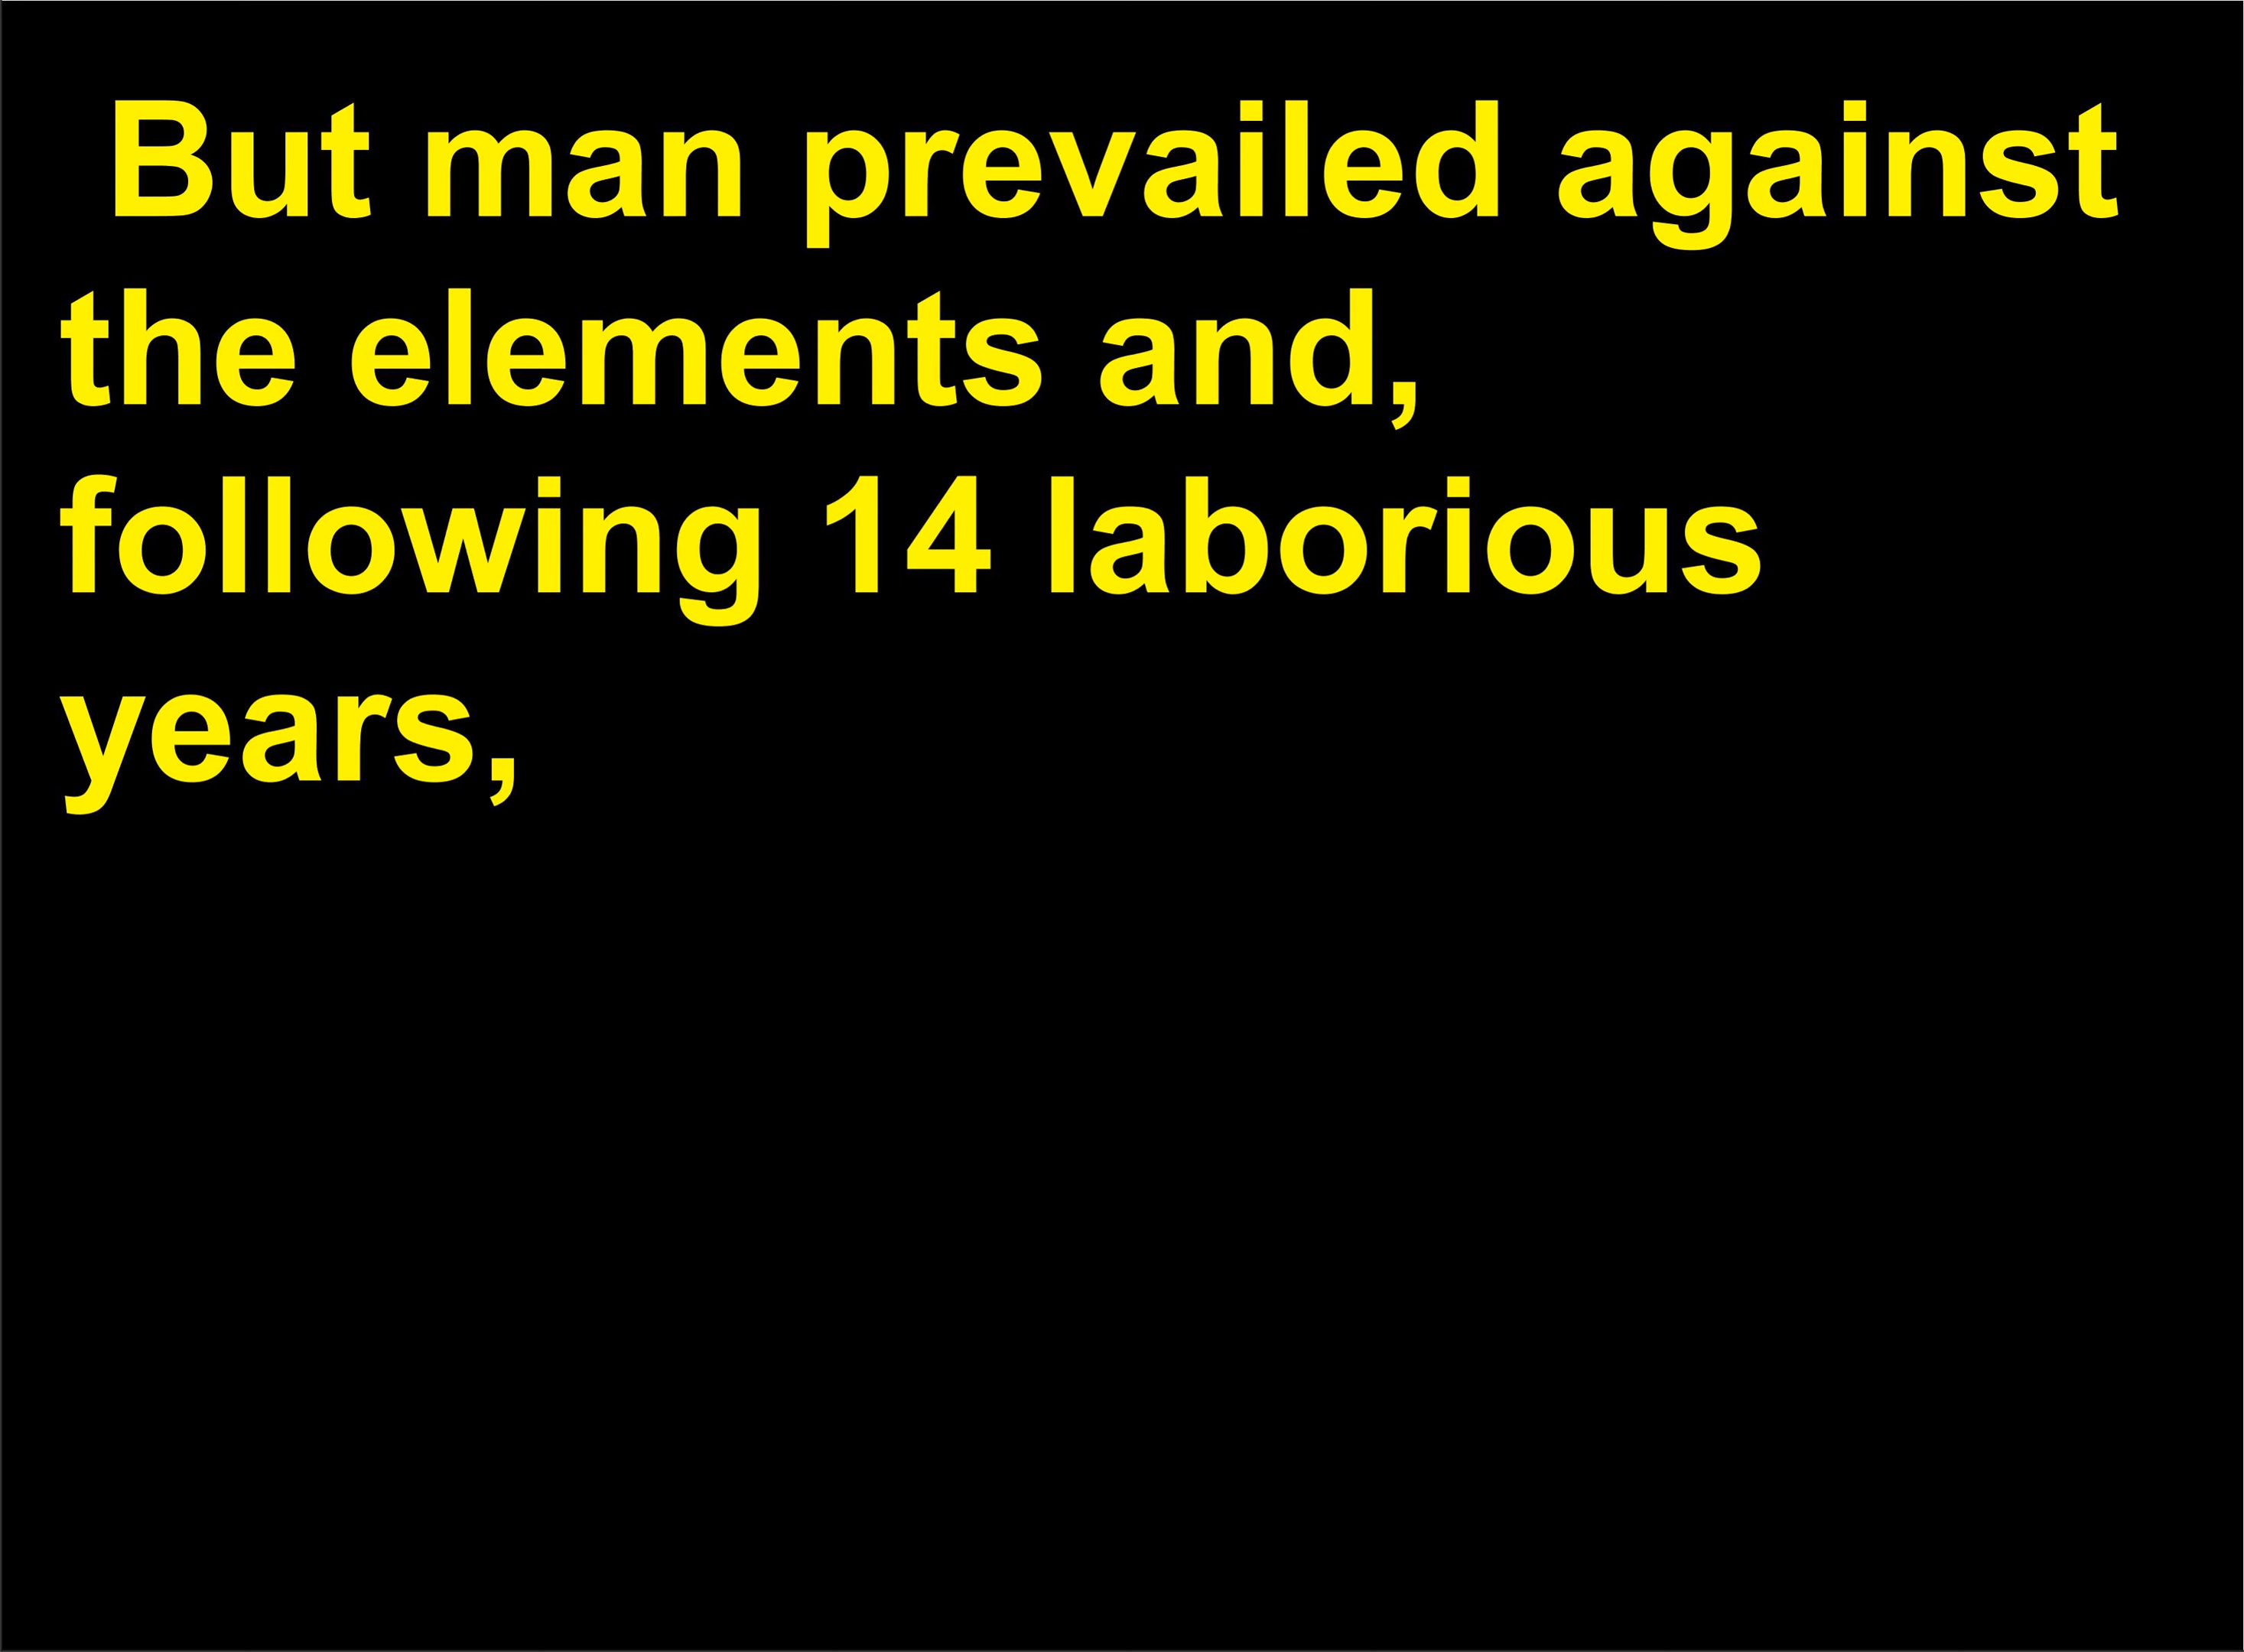 But man prevailed against
the elements and,
following 14 laborious
years,